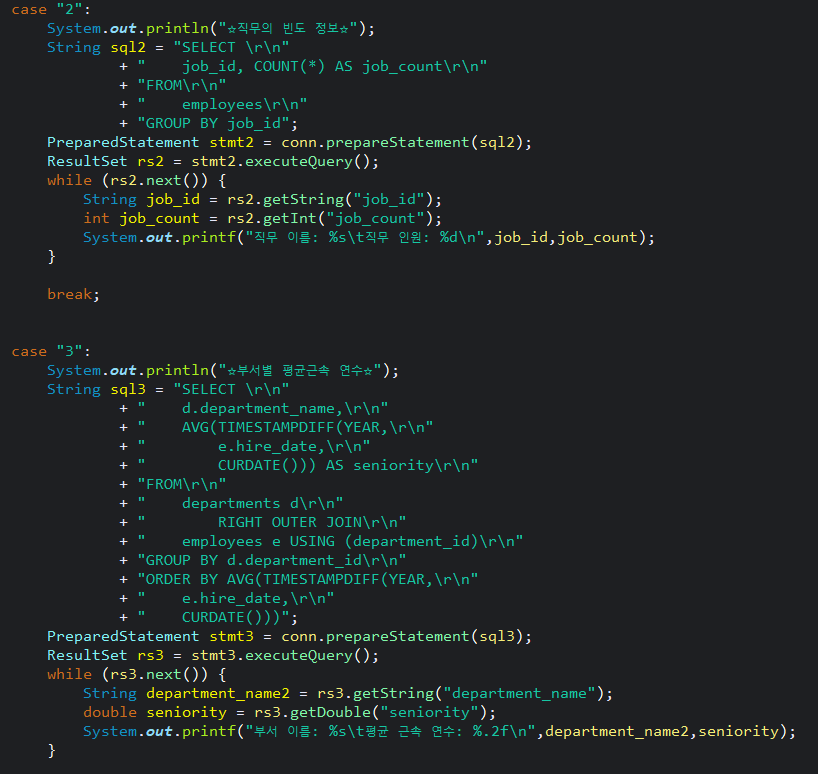 case "2":
    System.out.println("☆직무의 빈도 정보☆");
    String sql2 = "SELECT \r\n"
            + "    job_id, COUNT(*) AS job_count\r\n"
            + "FROM\r\n"
            + "    employees\r\n"
            + "GROUP BY job_id";
    PreparedStatement stmt2 = conn.prepareStatement(sql2);
    ResultSet rs2 = stmt2.executeQuery();
    while (rs2.next()) {
        String job_id = rs2.getString("job_id");
        int job_count = rs2.getInt("job_count");
        System.out.printf("직무 이름: %s\t직무 인원: %d\n",job_id,job_count);
    }
    break;
case "3":
    System.out.println("☆부서별 평균근속 연수☆");
    String sql3 = "SELECT \r\n"
            + "    d.department_name,\r\n"
            + "    AVG(TIMESTAMPDIFF(YEAR,\r\n"
            + "        e.hire_date,\r\n"
            + "        CURDATE())) AS seniority\r\n"
            + "FROM\r\n"
            + "    departments d\r\n"
            + "        RIGHT OUTER JOIN\r\n"
            + "    employees e USING (department_id)\r\n"
            + "GROUP BY d.department_id\r\n"
            + "ORDER BY AVG(TIMESTAMPDIFF(YEAR,\r\n"
            + "    e.hire_date,\r\n"
            + "    CURDATE()))";
    PreparedStatement stmt3 = conn.prepareStatement(sql3);
    ResultSet rs3 = stmt3.executeQuery();
    while (rs3.next()) {
        String department_name2 = rs3.getString("department_name");
        double seniority = rs3.getDouble("seniority");
        System.out.printf("부서 이름: %s\t평균 근속 연수: %.2f\n",department_name2,seniority);
    }